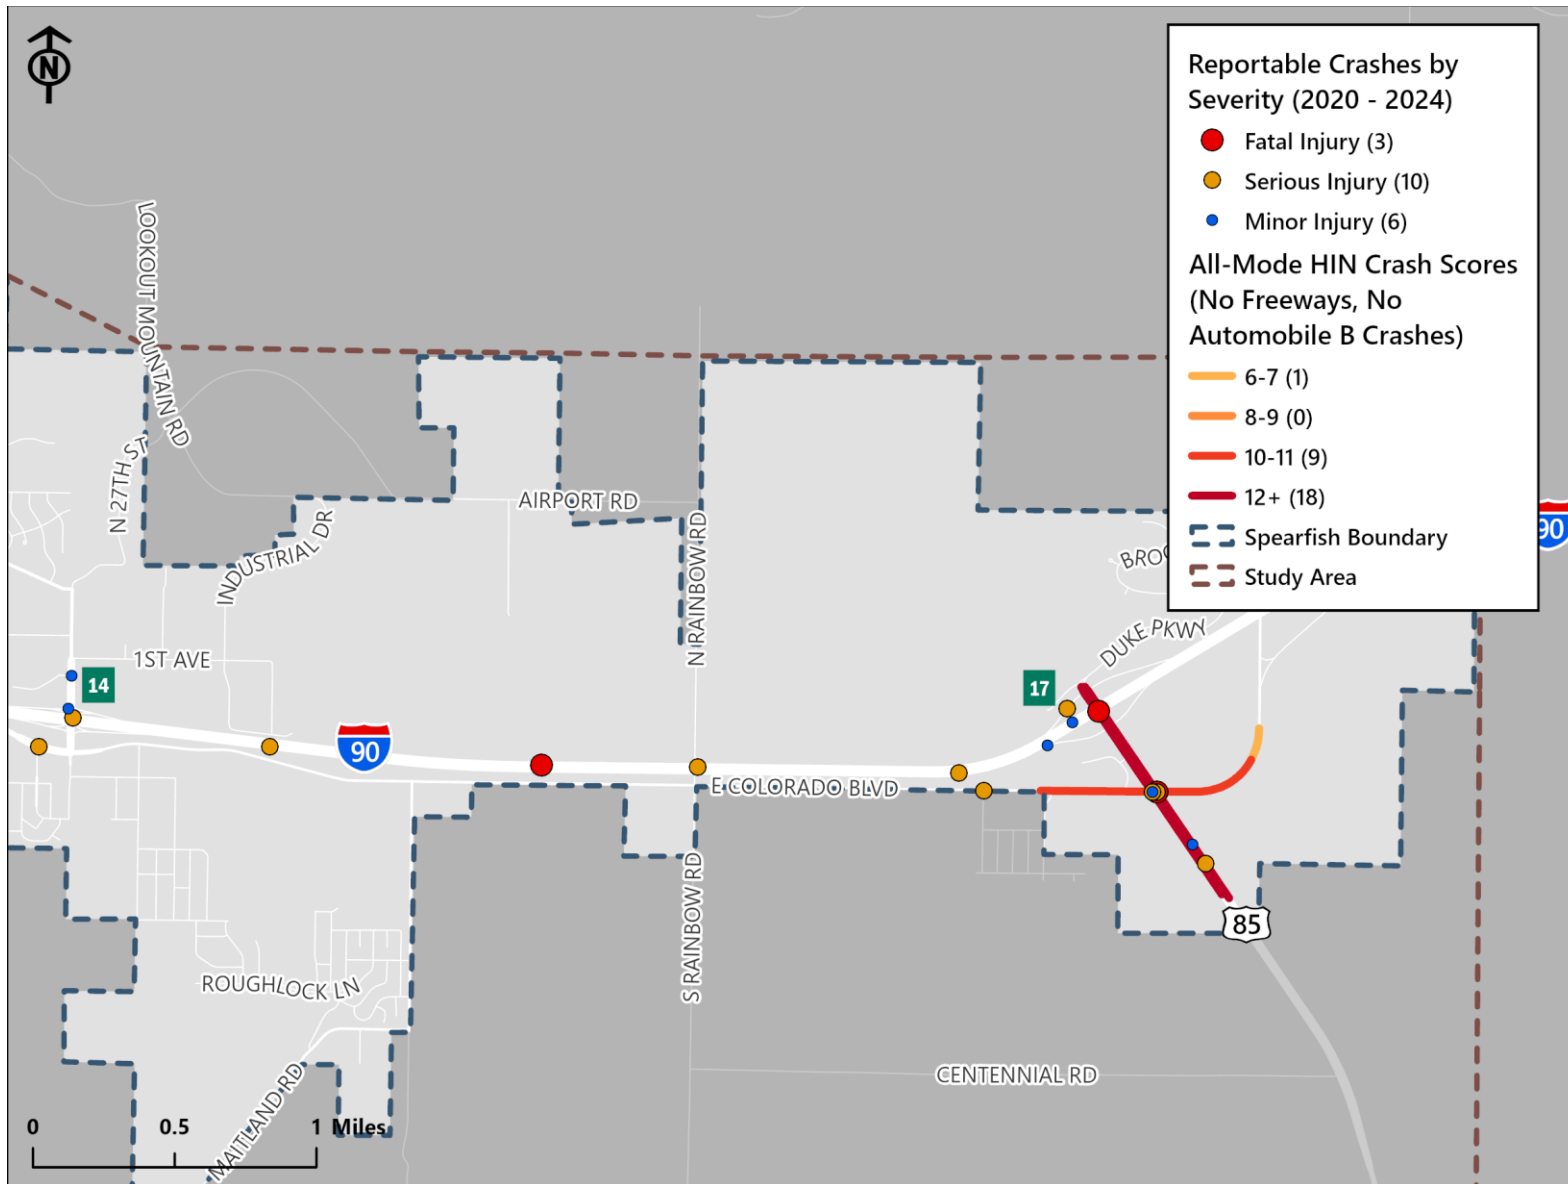 N
Reportable Crashes by
Severity (2020 - 2024)
Fatal Injury (3)
Serious Injury (10)
Minor Injury (6)
All-Mode HIN Crash Scores
(No Freeways, No
Automobile B Crashes)
6-7 (1)
8-9 (0)
10-11 (9)
12+ (18)
Spearfish Boundary
Study Area
LOOKOUT MOUNTAIN RD
N 27TH ST
INDUSTRIAL DR
AIRPORT RD
N RAINBOW RD
90
BROO
DUKE PKWY
1ST AVE
14
17
90
E COLORADO BLVD
S RAINBOW RD
85
ROUGHLOCK LN
CENTENNIAL RD
MAITLAND RD
0 0.5 1 Miles